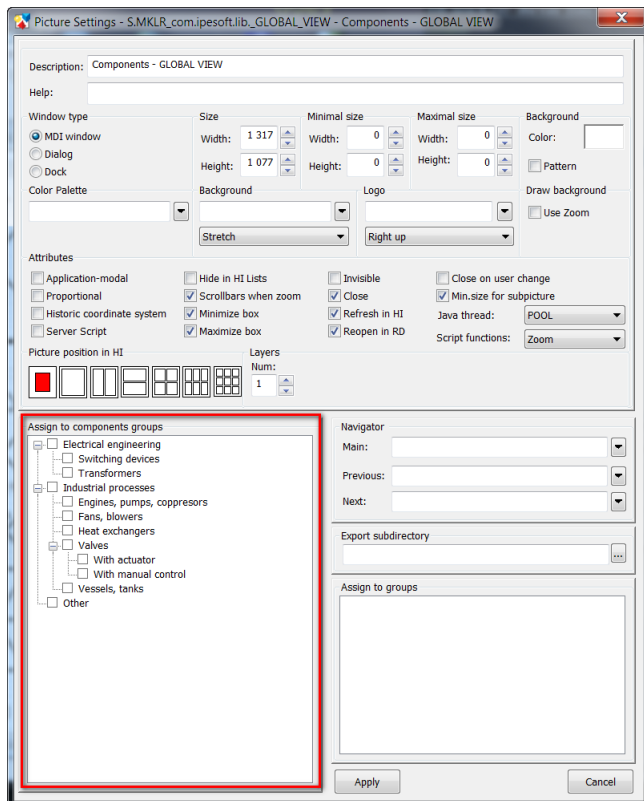 Picture Settings - S.MKLR_com.ipesoft.lib._GLOBAL_VIEW - Components - GLOBAL VIEW
Description: Components - GLOBAL VIEW
Help:
Window type
MDI window
Dialog
Dock
Size
Width: 1 317
Height: 1 077
Minimal size
Width: 0
Height: 0
Maximal size
Width: 0
Height: 0
Background
Color:
Pattern
Color Palette
Background
Stretch
Logo
Right up
Draw background
Use Zoom
Attributes
Application-modal
Proportional
Historic coordinate system
Server Script
Hide in HI Lists
Scrollbars when zoom
Minimize box
Maximize box
Invisible
Close
Refresh in HI
Reopen in RD
Close on user change
Min.size for subpicture
Java thread: POOL
Script functions: Zoom
Picture position in HI
Layers
Num:
1
Assign to components groups
Electrical engineering
Switching devices
Transformers
Industrial processes
Engines, pumps, coppresors
Fans, blowers
Heat exchangers
Valves
With actuator
With manual control
Vessels, tanks
Other
Navigator
Main:
Previous:
Next:
Export subdirectory
...
Assign to groups
Apply
Cancel